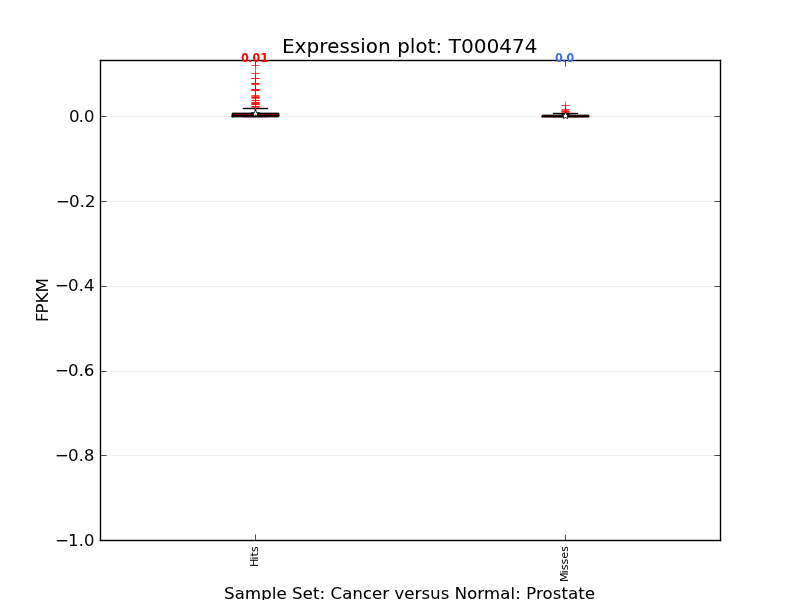 Expression plot: T000474
0.01
0.0
0.0
−0.2
−0.4
−0.6
−0.8
−1.0
FPKM
Hits
Misses
Sample Set: Cancer versus Normal: Prostate